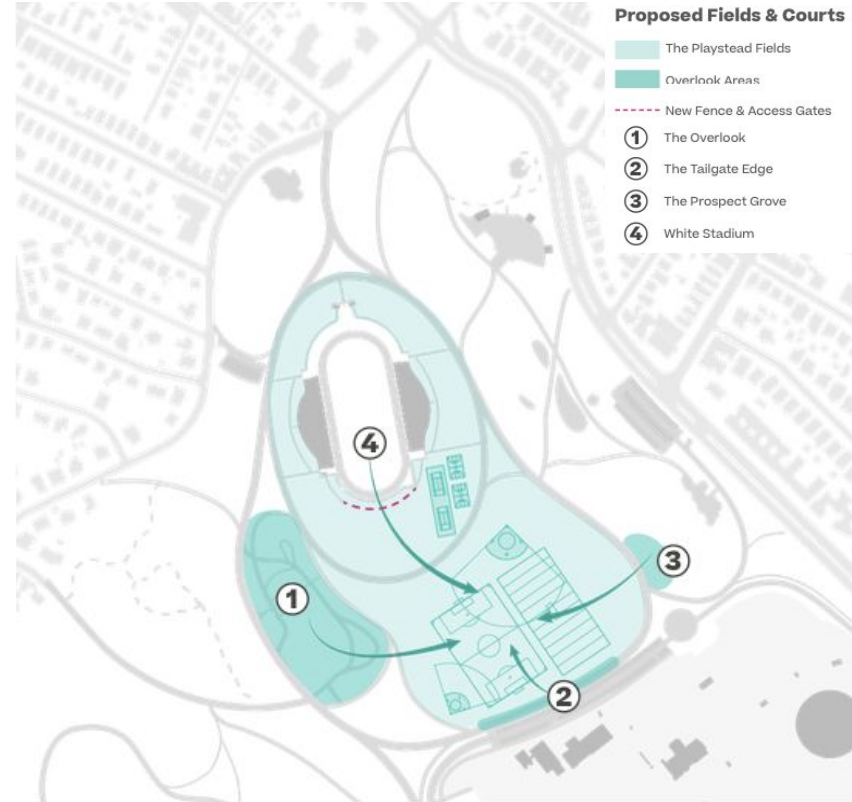 Proposed Fields & Courts
The Playstead Fields
Overlook Areas
New Fence & Access Gates
1 The Overlook
2 The Tailgate Edge
3 The Prospect Grove
4 White Stadium
4
3
1
2